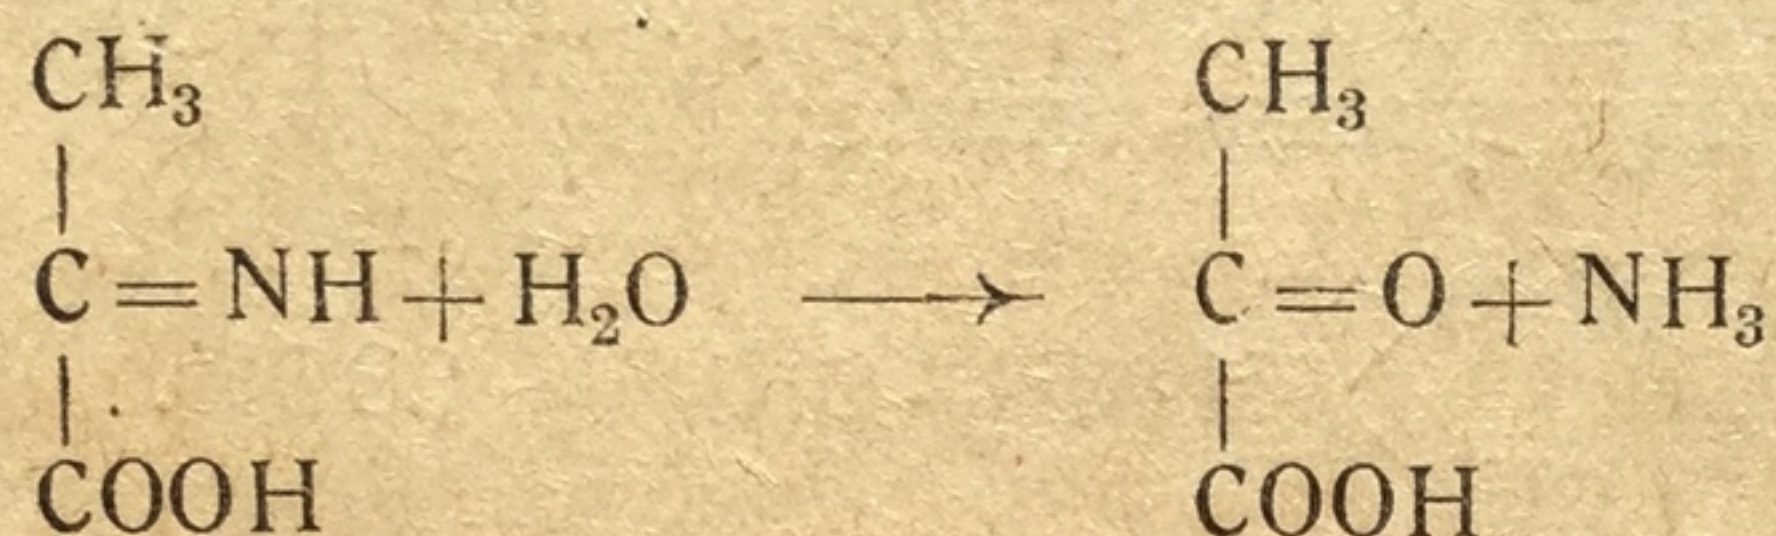 CH₃ CH₃
| |
C=NH+H₂O ⟶ C=O+NH₃
| |
COOH COOH